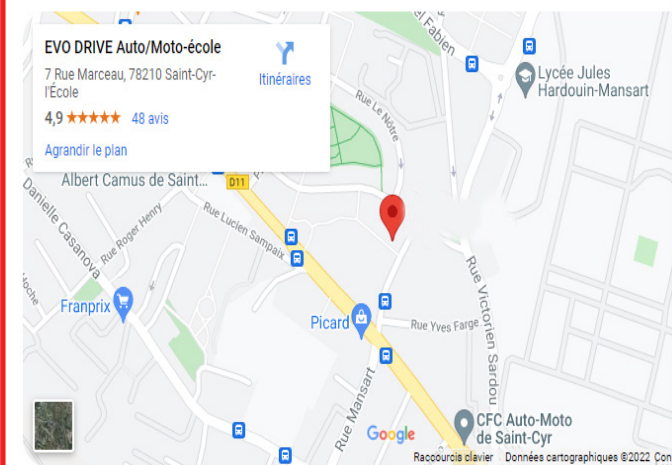 EVO DRIVE Auto/Moto-école
7 Rue Marceau, 78210 Saint-Cyr-
l'École
4,9 48 avis
Agrandir le plan
Itinéraires
Fabien
Lycée Jules
Hardouin-Mansart
Rue Le Nôtre
Albert Camus de Saint...
D11
Danielle Casanova
Rue Roger Henry
Rue Lucien Sampaix
Hoche
Franprix
Picard
Rue Yves Farge
Rue Victorien Sardou
Rue Mansart
CFC Auto-Moto
de Saint-Cyr
Google
Raccourcis clavier
Données cartographiques ©2022